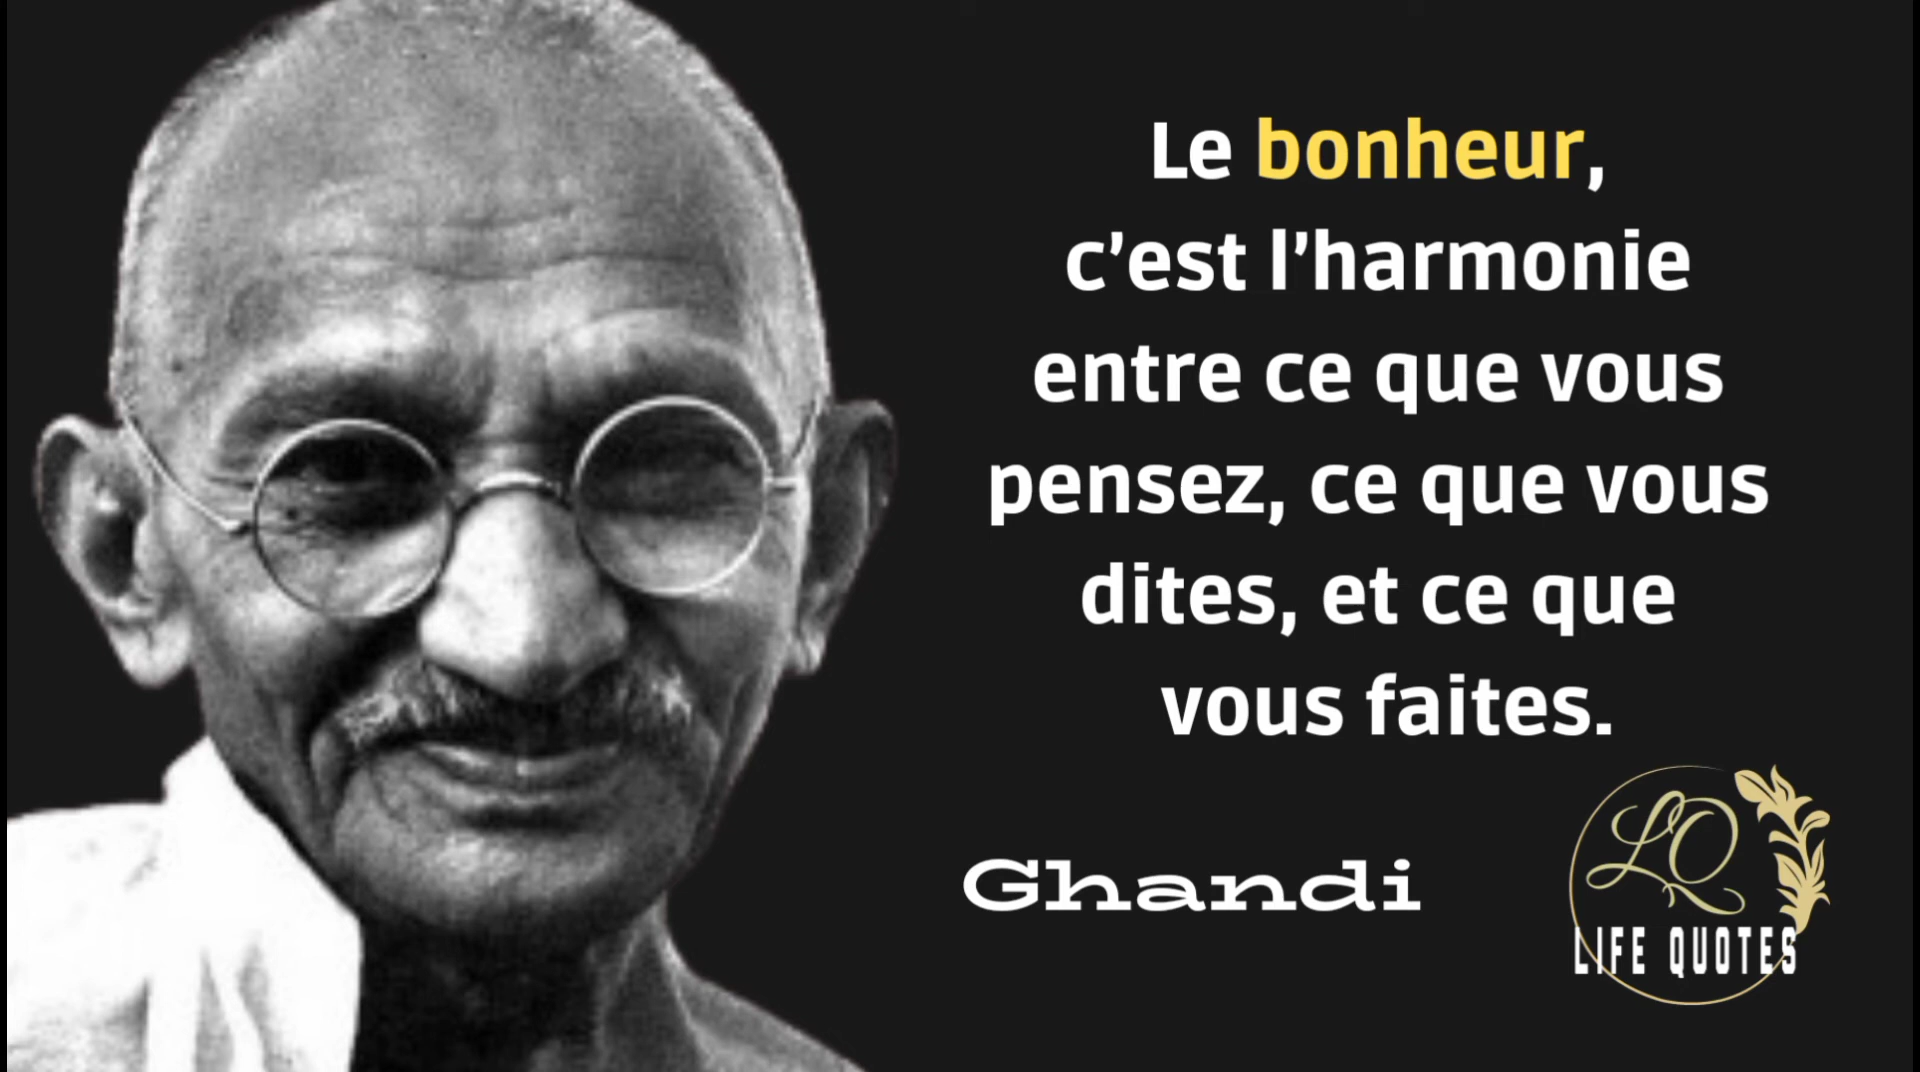 Le bonheur,
c’est l’harmonie
entre ce que vous
pensez, ce que vous
dites, et ce que
vous faites.
Ghandi
LQ
LIFE QUOTES